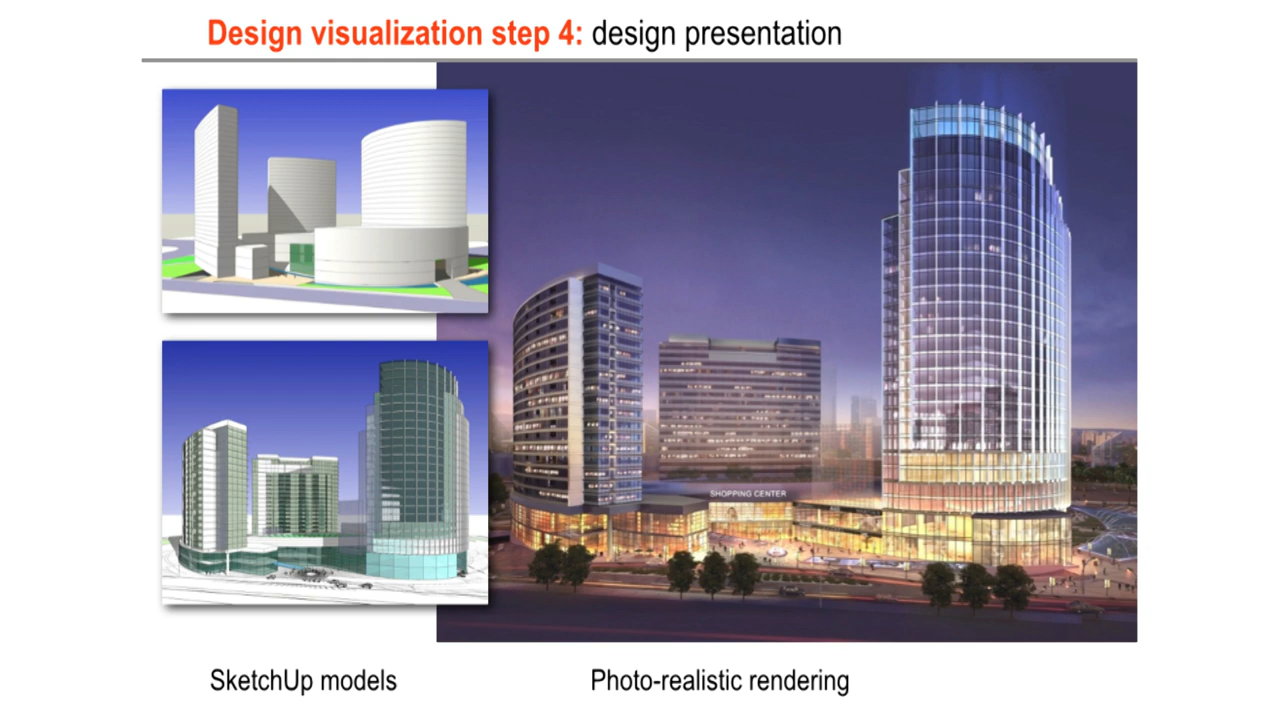 Design visualization step 4: design presentation
SHOPPING CENTER
SketchUp models
Photo-realistic rendering